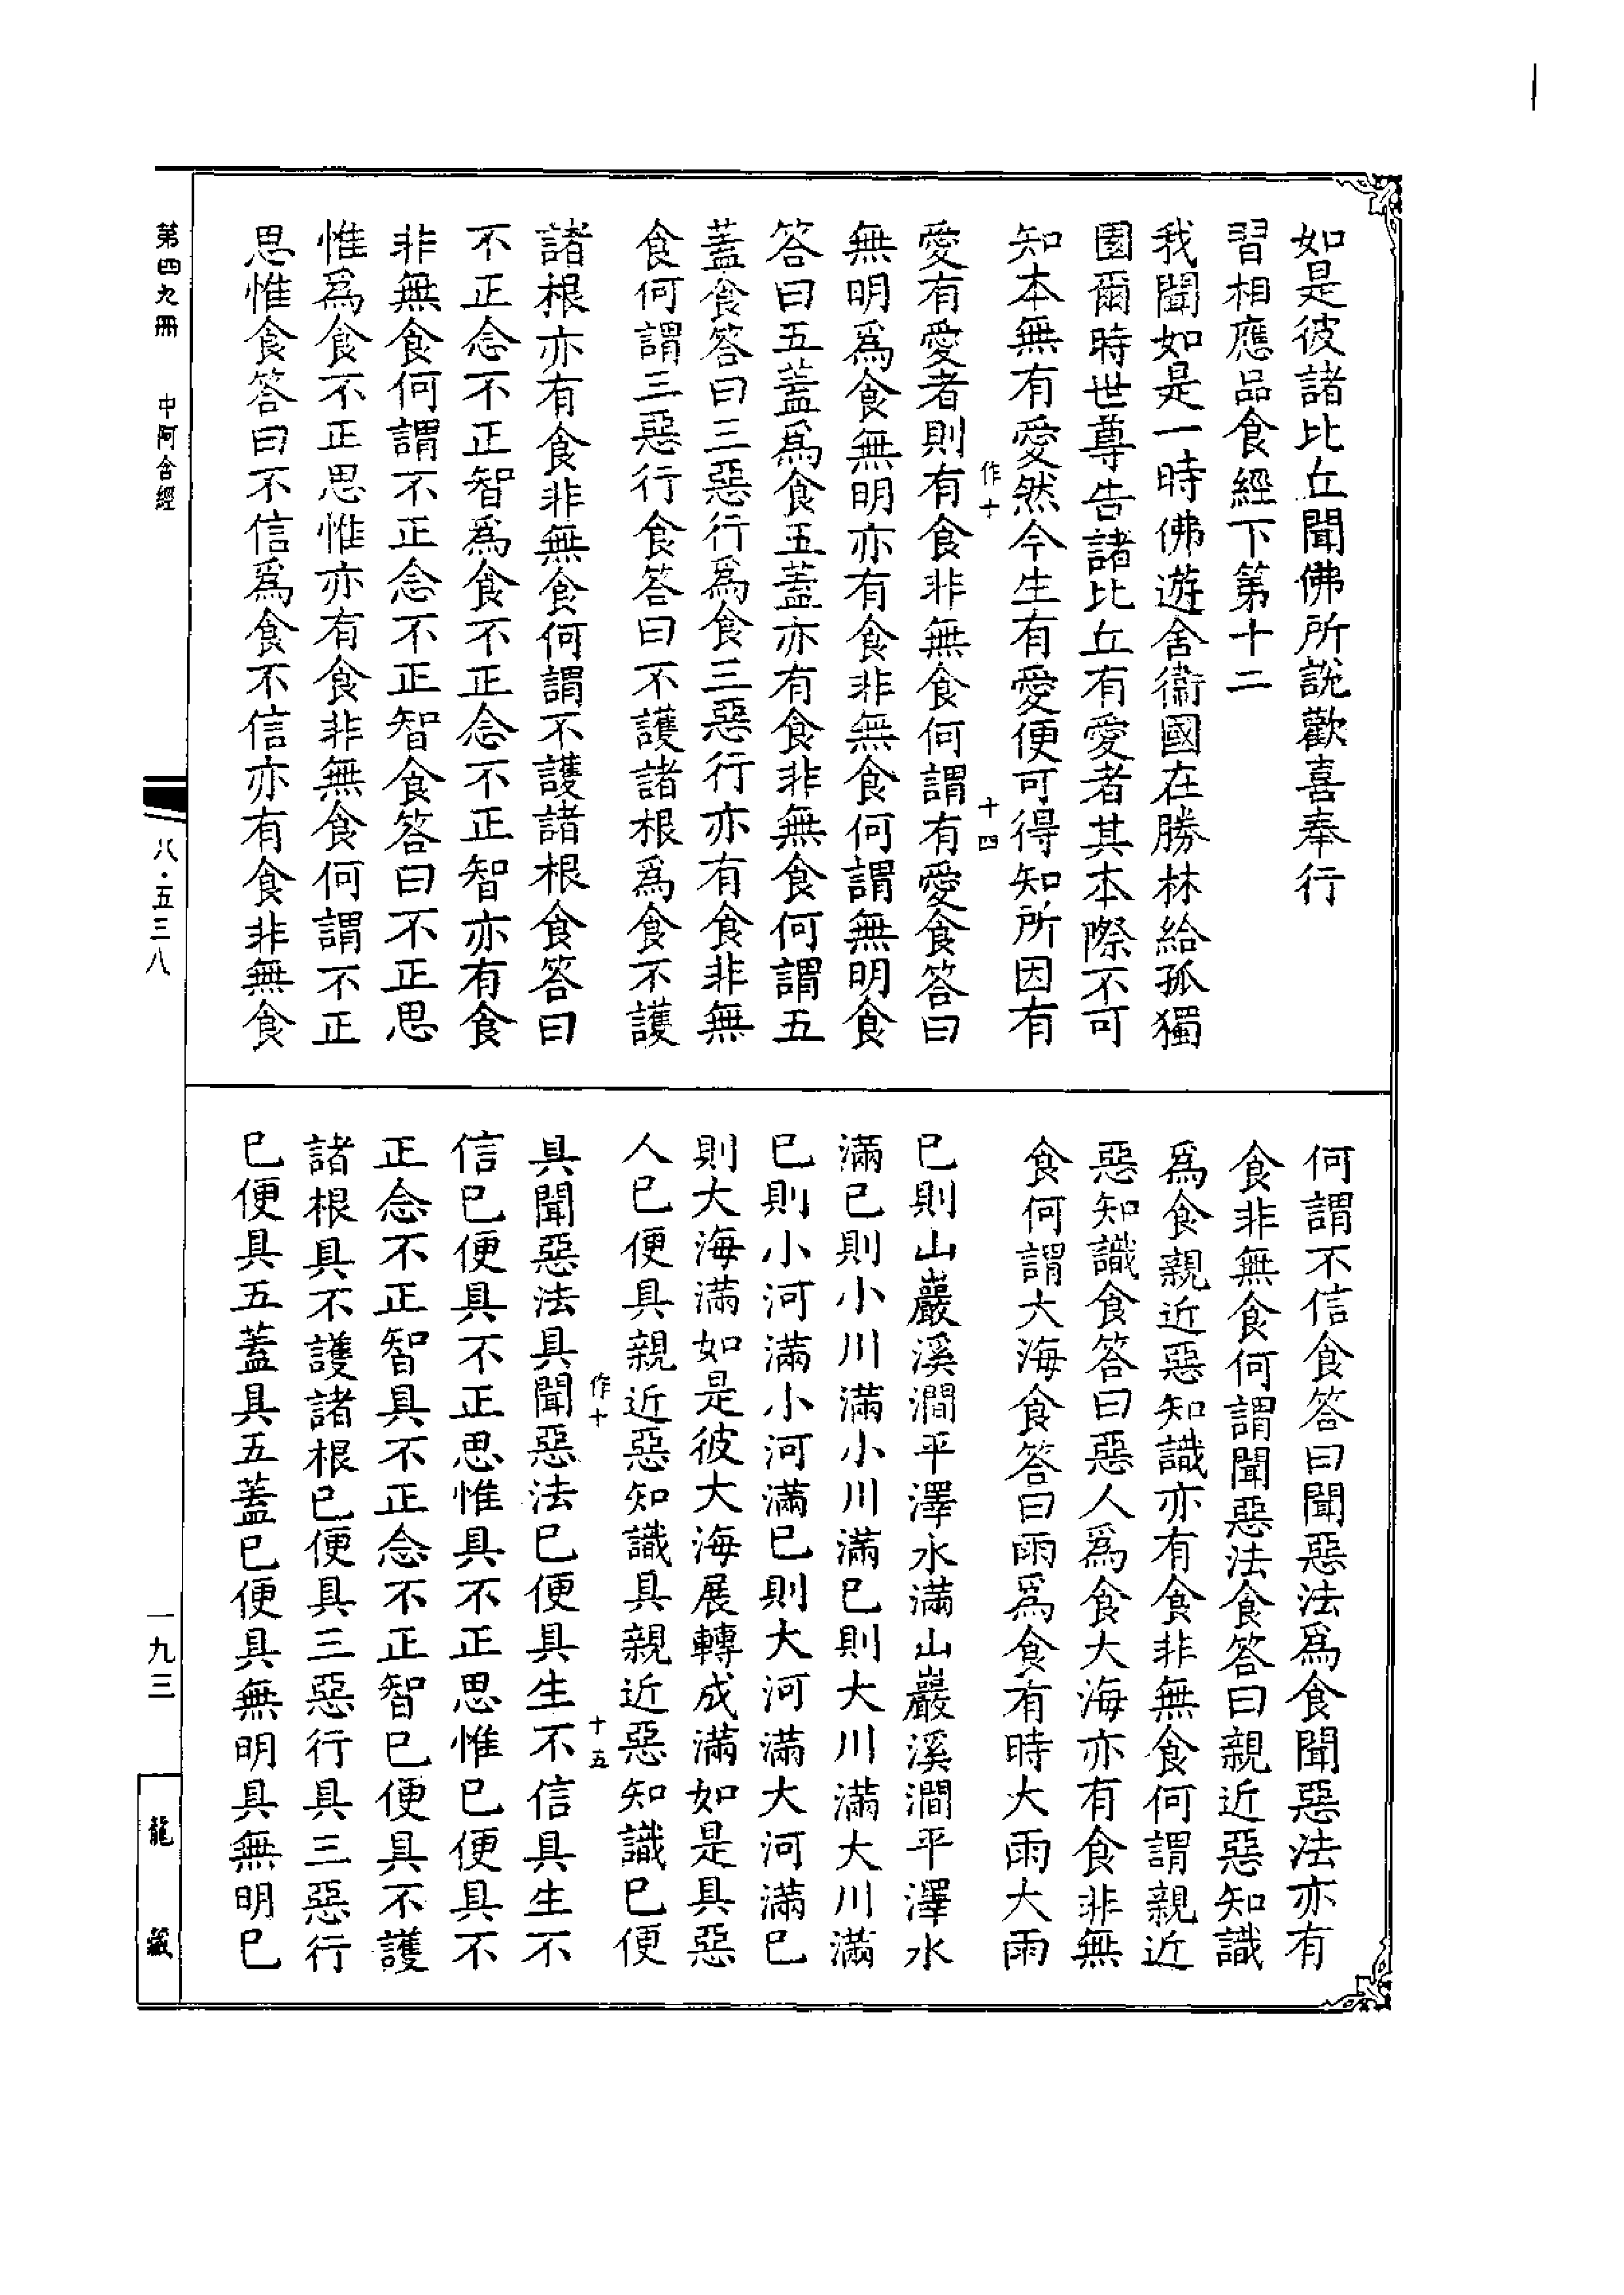 如是彼諸比丘聞佛所說歡喜奉行
習相應品食經下第十二
我聞如是一時佛遊舍衞國在勝林給孤獨
園爾時世尊告諸比丘有愛者其本際不可
知本無有愛然今生有愛便可得知所因有
作十
十四
愛有愛者則有食非無食何謂有愛食答曰
無明爲食無明亦有食非無食何謂無明食
答曰五蓋爲食五蓋亦有食非無食何謂五
蓋食答曰三惡行爲食三惡行亦有食非無
食何謂三惡行食答曰不護諸根爲食不護
諸根亦有食非無食何謂不護諸根食答曰
不正念不正智爲食不正念不正智亦有食
非無食何謂不正念不正智食答曰不正思
惟爲食不正思惟亦有食非無食何謂不正
思惟食答曰不信爲食不信亦有食非無食
何謂不信食答曰聞惡法爲食聞惡法亦有
食非無食何謂聞惡法食答曰親近惡知識
爲食親近惡知識亦有食非無食何謂親近
惡知識食答曰惡人爲食大海亦有食非無
食何謂大海食答曰雨爲食有時大雨大雨
已則山巖溪澗平澤水滿山巖溪澗平澤水
滿已則小川滿小川滿已則大川滿大川滿
已則小河滿小河滿已則大河滿大河滿已
則大海滿如是彼大海展轉成滿如是具惡
人已便具親近惡知識具親近惡知識已便
作十
十五
具聞惡法具聞惡法已便具生不信具生不
信已便具不正思惟具不正思惟已便具不
正念不正智具不正念不正智已便具不護
諸根具不護諸根已便具三惡行具三惡行
已便具五蓋具五蓋已便具無明具無明已
第四九冊 中阿含經
八·五三八
一九三
龍藏